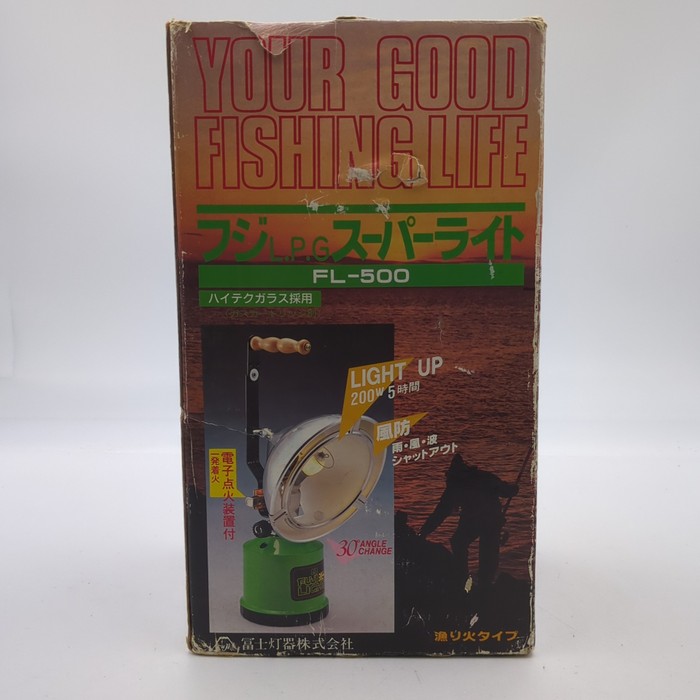 YOUR GOOD
FISHING LIFE
フジL.P.Gスーパーライト
FL-500
ハイテクガラス採用
LIGHT UP
200W 5時間
風防
雨・風・波
シャットアウト
電子点火装置付
一発着火
30° ANGLE
CHANGE
FUJI
LIGHT
冨士灯器株式会社
漁り火タイプ